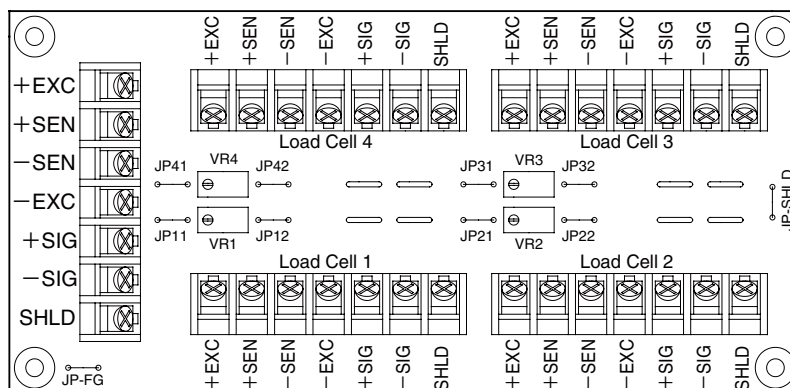 +EXC +SEN −SEN −EXC +SIG −SIG SHLD
+EXC +SEN −SEN −EXC +SIG −SIG SHLD
+EXC
+SEN
−SEN
−EXC
+SIG
−SIG
SHLD
Load Cell 4
Load Cell 3
JP41 VR4 JP42
JP31 VR3 JP32
JP11 VR1 JP12
JP21 VR2 JP22
JP-SHLD
Load Cell 1
Load Cell 2
+EXC +SEN −SEN −EXC +SIG −SIG SHLD
+EXC +SEN −SEN −EXC +SIG −SIG SHLD
JP-FG